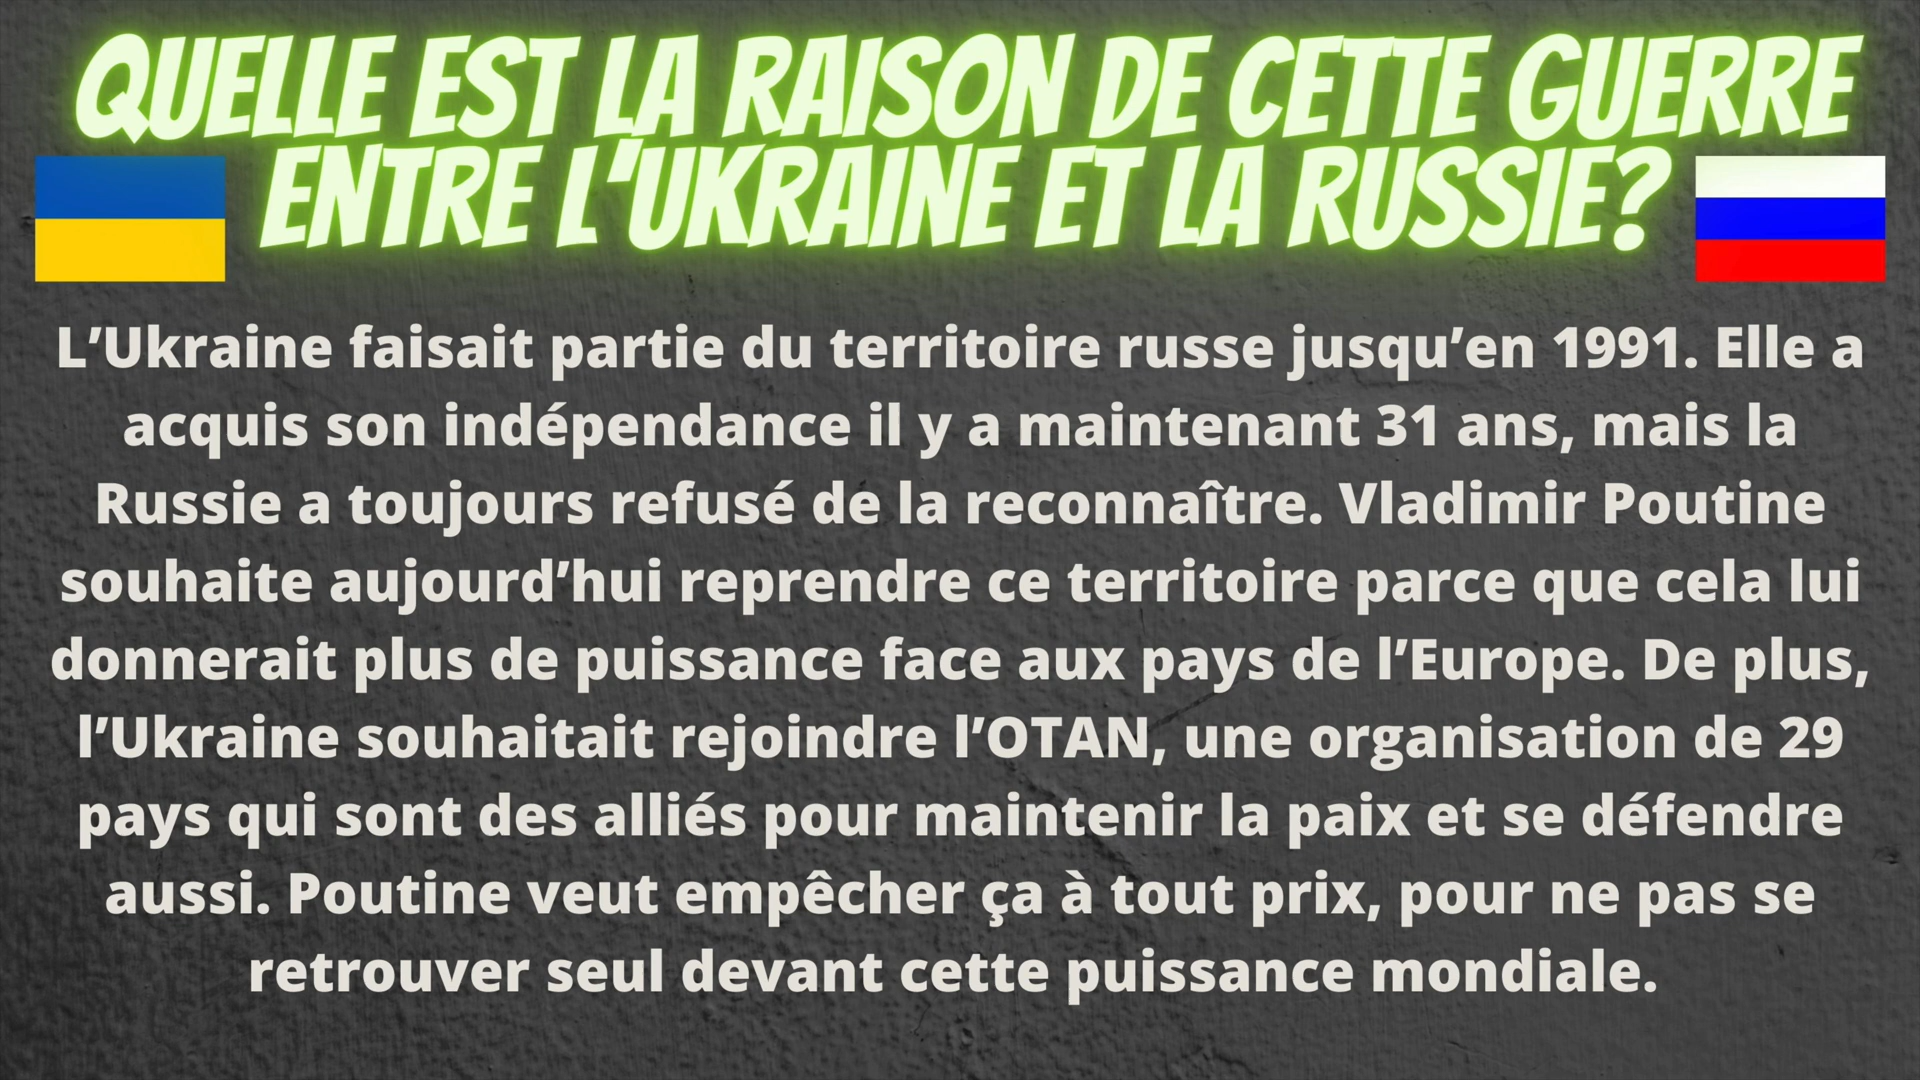 QUELLE EST LA RAISON DE CETTE GUERRE
ENTRE L'UKRAINE ET LA RUSSIE?
L’Ukraine faisait partie du territoire russe jusqu’en 1991. Elle a
acquis son indépendance il y a maintenant 31 ans, mais la
Russie a toujours refusé de la reconnaître. Vladimir Poutine
souhaite aujourd’hui reprendre ce territoire parce que cela lui
donnerait plus de puissance face aux pays de l’Europe. De plus,
l’Ukraine souhaitait rejoindre l’OTAN, une organisation de 29
pays qui sont des alliés pour maintenir la paix et se défendre
aussi. Poutine veut empêcher ça à tout prix, pour ne pas se
retrouver seul devant cette puissance mondiale.